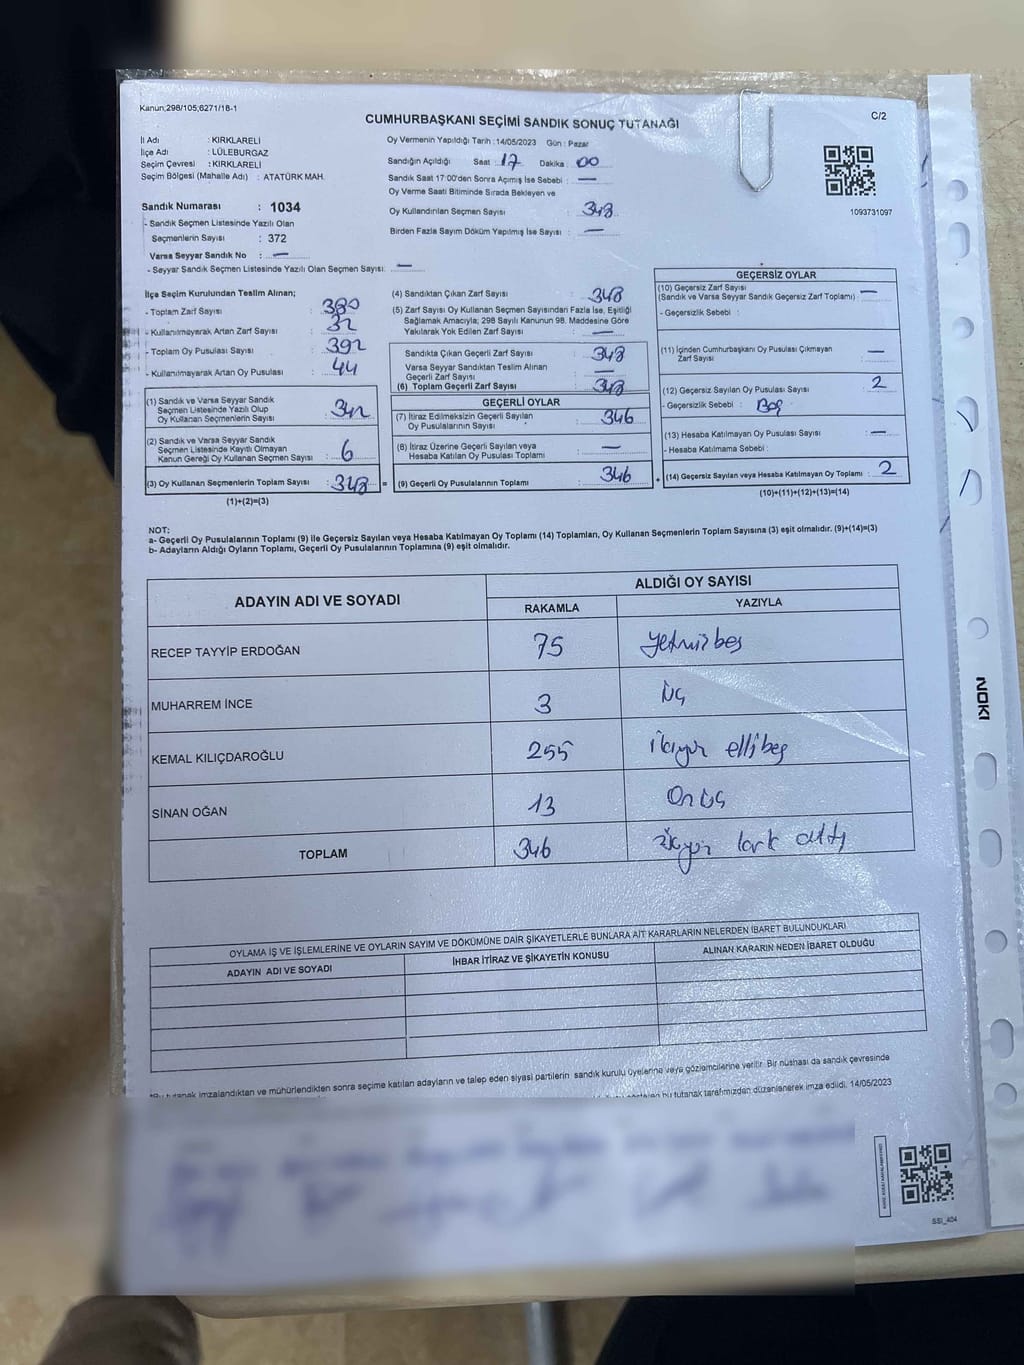 Kanun;298/105;6271/18-1
CUMHURBAŞKANI SEÇİMİ SANDIK SONUÇ TUTANAĞI
C/2
İl Adı : KIRKLARELİ
İlçe Adı : LÜLEBURGAZ
Seçim Çevresi : KIRKLARELİ
Seçim Bölgesi (Mahalle Adı) : ATATÜRK MAH.
Sandık Numarası : 1034
- Sandık Seçmen Listesinde Yazılı Olan
Seçmenlerin Sayısı : 372
Varsa Seyyar Sandık No : —
- Seyyar Sandık Seçmen Listesinde Yazılı Olan Seçmen Sayısı: —
Oy Vermenin Yapıldığı Tarih :14/05/2023 Gün : Pazar
Sandığın Açıldığı Saat : 17 Dakika : 00
Sandık Saat 17:00'den Sonra Açımış İse Sebebi : —
Oy Verme Saati Bitiminde Sırada Bekleyen ve
Oy Kullandırılan Seçmen Sayısı : 348
Birden Fazla Sayım Döküm Yapılmış İse Sayısı : —
1093731097
İlçe Seçim Kurulundan Teslim Alınan;
- Toplam Zarf Sayısı : 380
- Kullanılmayarak Artan Zarf Sayısı : 32
- Toplam Oy Pusulası Sayısı : 392
- Kullanılmayarak Artan Oy Pusulası : 44
(1) Sandık ve Varsa Seyyar Sandık
Seçmen Listesinde Yazılı Olup
Oy Kullanan Seçmenlerin Sayısı : 342
(2) Sandık ve Varsa Seyyar Sandık
Seçmen Listesinde Kayıtlı Olmayan
Kanun Gereği Oy Kullanan Seçmen Sayısı : 6
(3) Oy Kullanan Seçmenlerin Toplam Sayısı : 348 =
(1)+(2)=(3)
(4) Sandıktan Çıkan Zarf Sayısı : 348
(5) Zarf Sayısı Oy Kullanan Seçmen Sayısından Fazla İse, Eşitliği
Sağlamak Amacıyla; 298 Sayılı Kanunun 98. Maddesine Göre
Yakılarak Yok Edilen Zarf Sayısı : —
Sandıkta Çıkan Geçerli Zarf Sayısı : 348
Varsa Seyyar Sandıktan Teslim Alınan
Geçerli Zarf Sayısı : —
(6) Toplam Geçerli Zarf Sayısı : 348
GEÇERLİ OYLAR
(7) İtiraz Edilmeksizin Geçerli Sayılan
Oy Pusulalarının Sayısı : 346
(8) İtiraz Üzerine Geçerli Sayılan veya
Hesaba Katılan Oy Pusulası Toplamı : —
(9) Geçerli Oy Pusulalarının Toplamı : 346 +
GEÇERSİZ OYLAR
(10) Geçersiz Zarf Sayısı
(Sandık ve Varsa Seyyar Sandık Geçersiz Zarf Toplamı) : —
- Geçersizlik Sebebi :
(11) İçinden Cumhurbaşkanı Oy Pusulası Çıkmayan
Zarf Sayısı : —
(12) Geçersiz Sayılan Oy Pusulası Sayısı : 2
- Geçersizlik Sebebi : Boş
(13) Hesaba Katılmayan Oy Pusulası Sayısı : —
- Hesaba Katılmama Sebebi :
(14) Geçersiz Sayılan veya Hesaba Katılmayan Oy Toplamı : 2
(10)+(11)+(12)+(13)=(14)
NOT:
a- Geçerli Oy Pusulalarının Toplamı (9) ile Geçersiz Sayılan veya Hesaba Katılmayan Oy Toplamı (14) Toplamları, Oy Kullanan Seçmenlerin Toplam Sayısına (3) eşit olmalıdır. (9)+(14)=(3)
b- Adayların Aldığı Oyların Toplamı, Geçerli Oy Pusulalarının Toplamına (9) eşit olmalıdır.
ADAYIN ADI VE SOYADI
ALDIĞI OY SAYISI
RAKAMLA YAZIYLA
RECEP TAYYİP ERDOĞAN 75 yetmişbeş
MUHARREM İNCE 3 üç
KEMAL KILIÇDAROĞLU 255 ikiyüz ellibeş
SİNAN OĞAN 13 Onüç
TOPLAM 346 altı
OYLAMA İŞ VE İŞLEMLERİNE VE OYLARIN SAYIM VE DÖKÜMÜNE DAİR ŞİKAYETLERLE BUNLARA AİT KARARLARIN NELERDEN İBARET BULUNDUKLARI
ADAYIN ADI VE SOYADI İHBAR İTİRAZ VE ŞİKAYETİN KONUSU ALINAN KARARIN NEDEN İBARET OLDUĞU
tutanak imzalandıktan ve mühürlendikten sonra seçime katılan adayların ve talep eden siyasi partilerin sandık kurulu üyelerine veya gözlemcilerine verilir. Bir nüshası da sandık çevresinde
bu tutanak tarafımızdan düzenlenerek imza edildi. 14/05/2023
SSI_404
NOKI